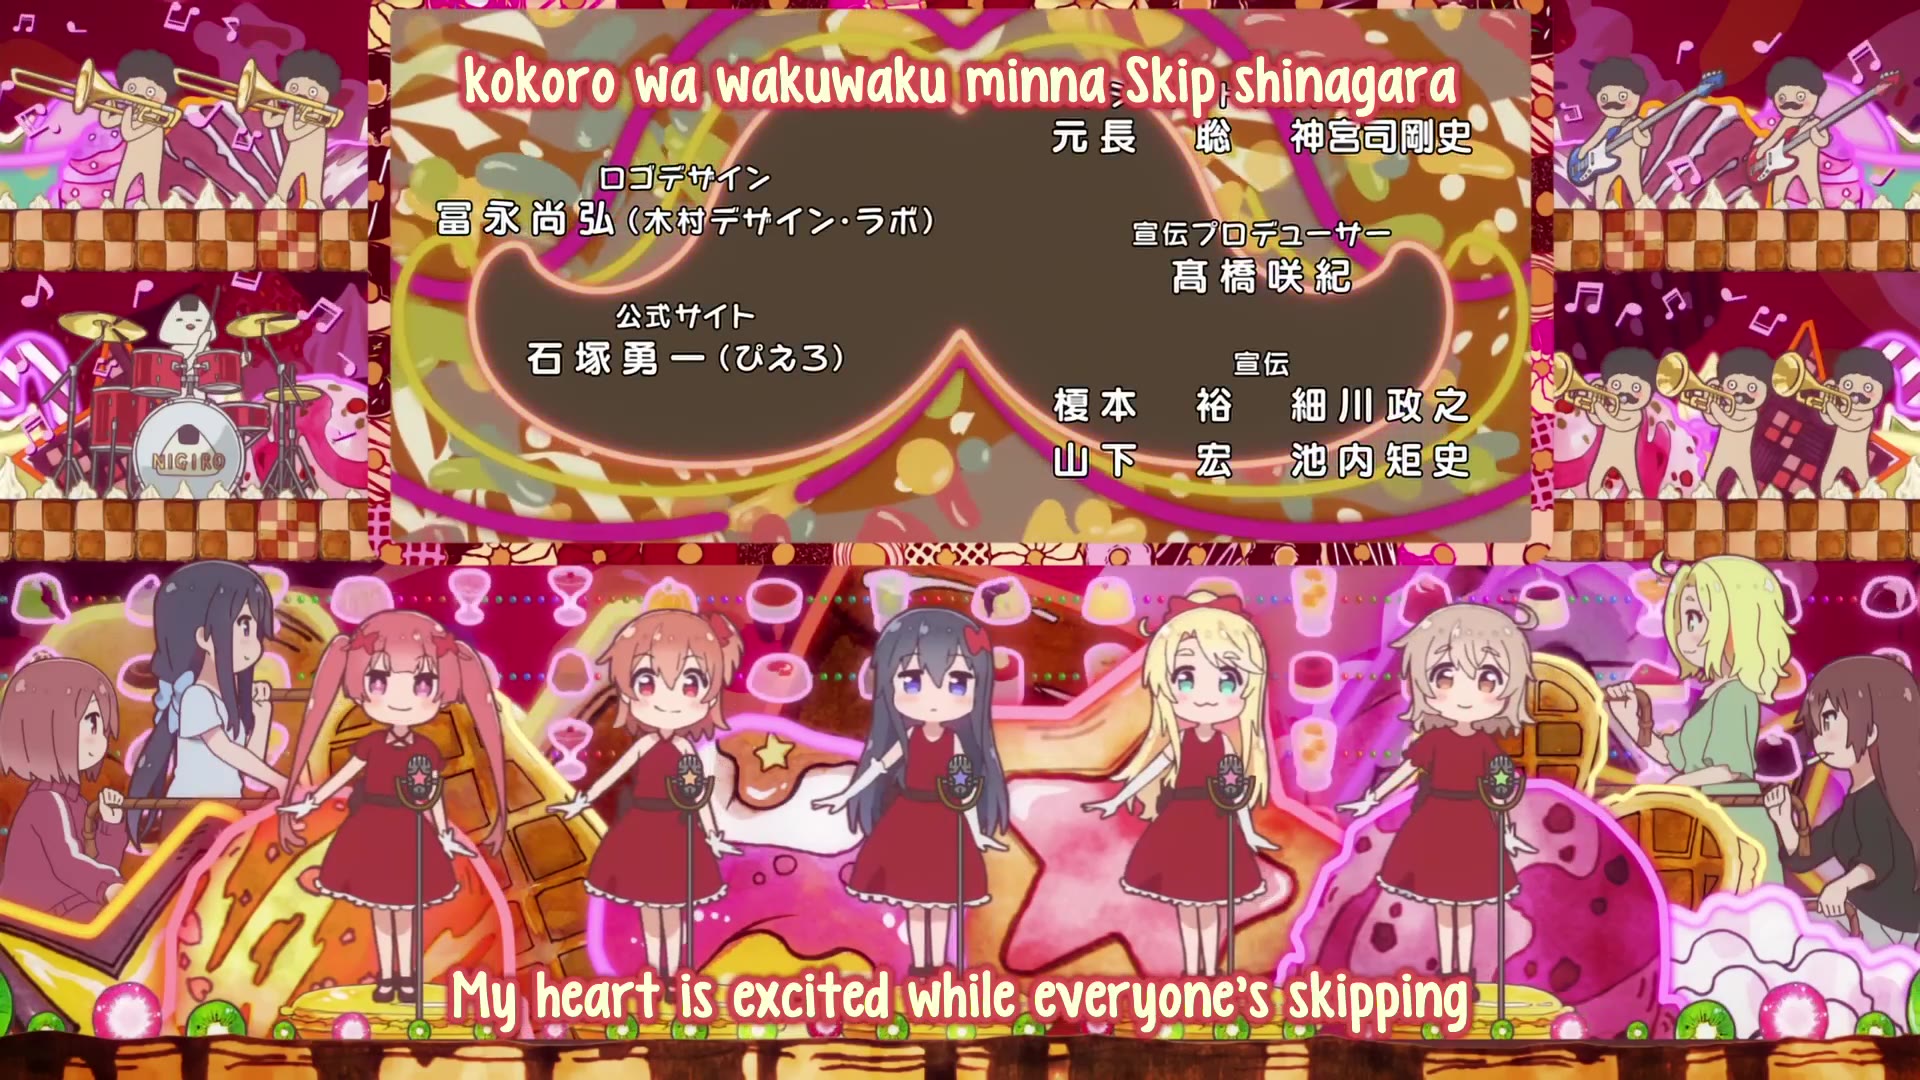 kokoro wa wakuwaku minna Skip shinagara
元長 聡 神宮司剛史
ロゴデザイン
冨永尚弘(木村デザイン・ラボ)
宣伝プロデューサー
髙橋咲紀
公式サイト
石塚勇一(ぴえろ)
宣伝
榎本 裕 細川政之
山下 宏 池内矩史
NIGIRO
My heart is excited while everyone's skipping